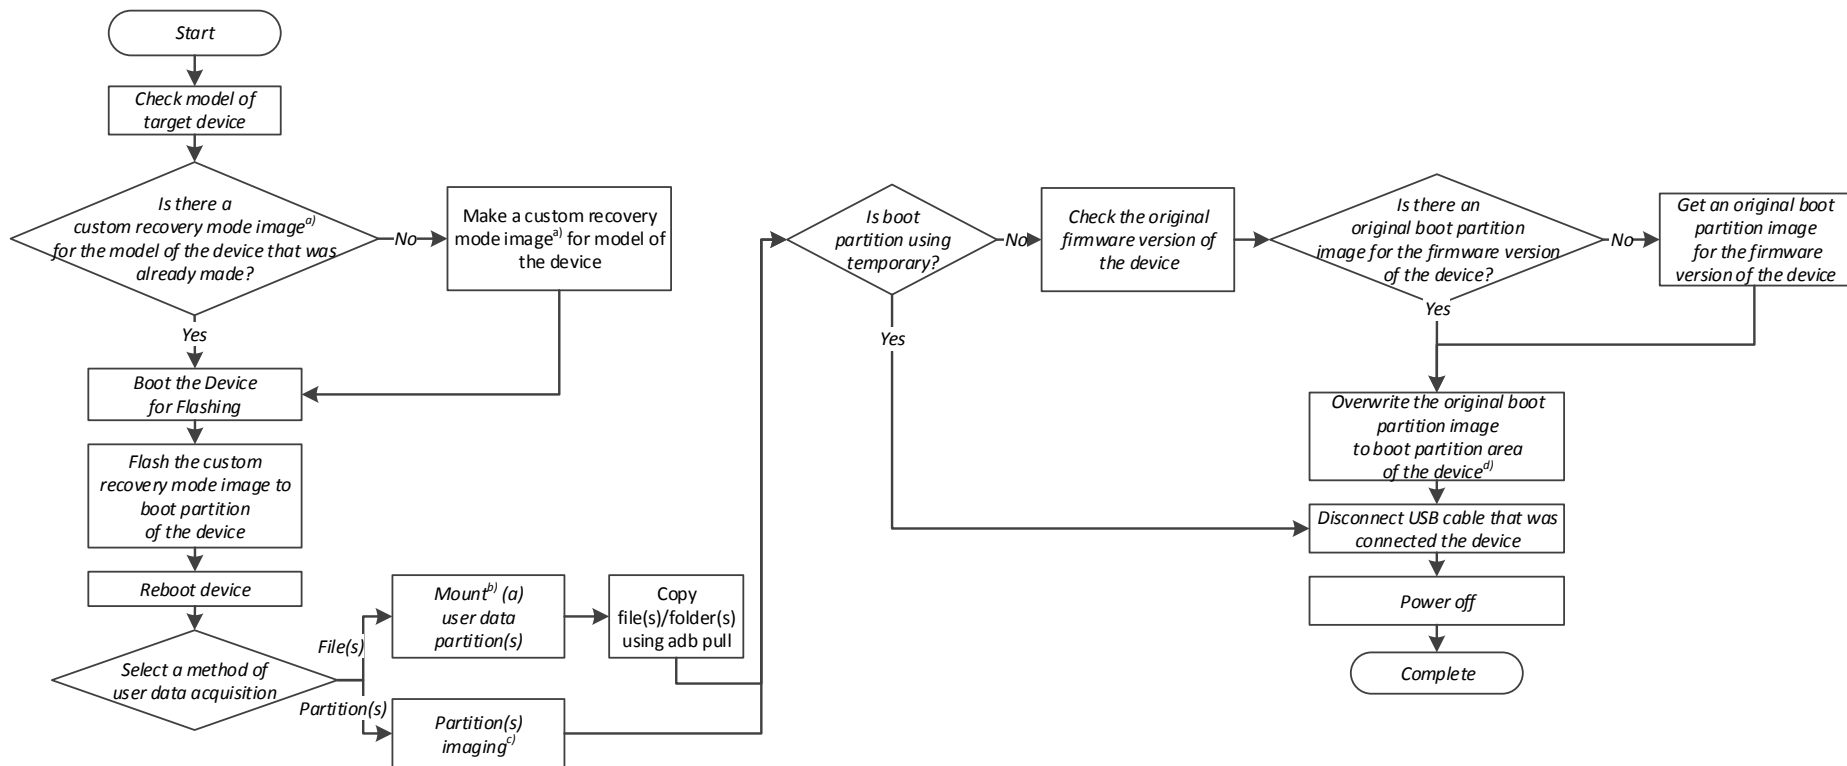 Start
Check model of
target device
Is there a
custom recovery mode image a)
for the model of the device that was
already made?
No
Make a custom recovery
mode image a) for model of
the device
Yes
Boot the Device
for Flashing
Flash the custom
recovery mode image to
boot partition
of the device
Reboot device
Select a method of
user data acquisition
File(s)
Mount b) (a)
user data
partition(s)
Copy
file(s)/folder(s)
using adb pull
Partition(s)
Partition(s)
imaging c)
Is boot
partition using
temporary?
No
Check the original
firmware version of
the device
Is there an
original boot partition
image for the firmware version
of the device?
No
Get an original boot
partition image
for the firmware
version of the device
Yes
Yes
Overwrite the original boot
partition image
to boot partition area
of the device d)
Disconnect USB cable that was
connected the device
Power off
Complete